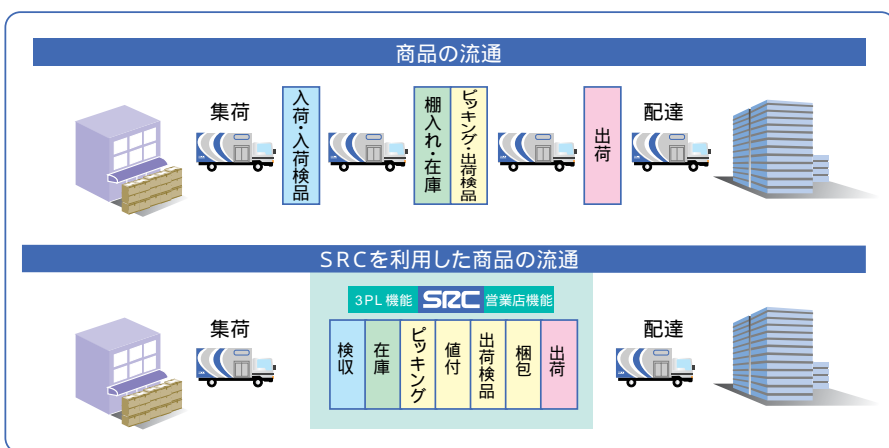 商品の流通
集荷
入荷・入荷検品
棚入れ・在庫
ピッキング・出荷検品
出荷
配達
SRCを利用した商品の流通
3PL機能 SRC 営業店機能
集荷
検収
在庫
ピッキング
値付
出荷検品
梱包
出荷
配達